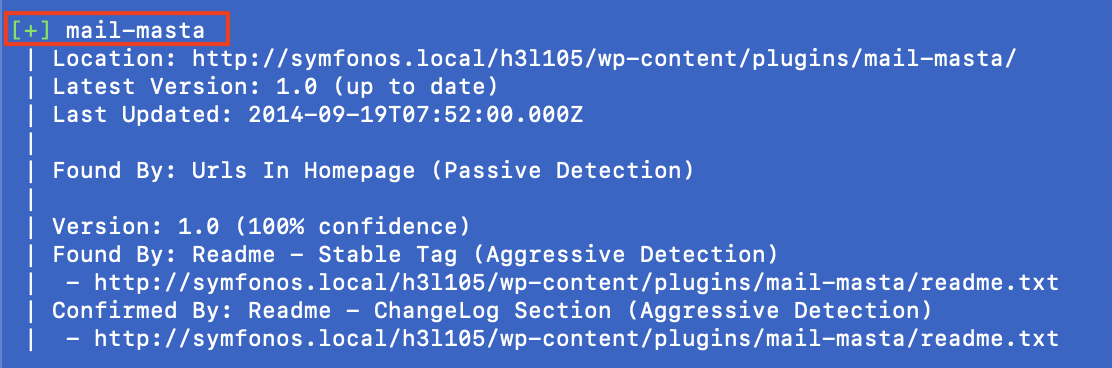 [+] mail-masta
| Location: http://symfonos.local/h3l105/wp-content/plugins/mail-masta/
| Latest Version: 1.0 (up to date)
| Last Updated: 2014-09-19T07:52:00.000Z
|
| Found By: Urls In Homepage (Passive Detection)
|
| Version: 1.0 (100% confidence)
| Found By: Readme - Stable Tag (Aggressive Detection)
|  - http://symfonos.local/h3l105/wp-content/plugins/mail-masta/readme.txt
| Confirmed By: Readme - ChangeLog Section (Aggressive Detection)
|  - http://symfonos.local/h3l105/wp-content/plugins/mail-masta/readme.txt